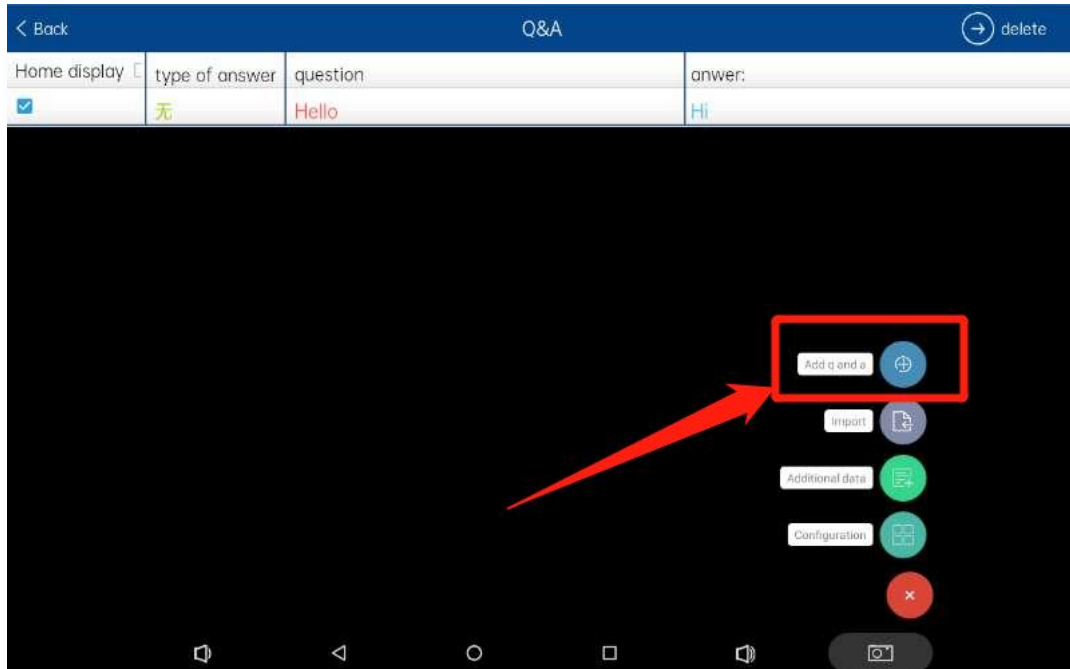 Back
Q&A
delete
Home display
type of answer
question
anwer:
无
Hello
Hi
Add q and a
Import
Additional data
Configuration